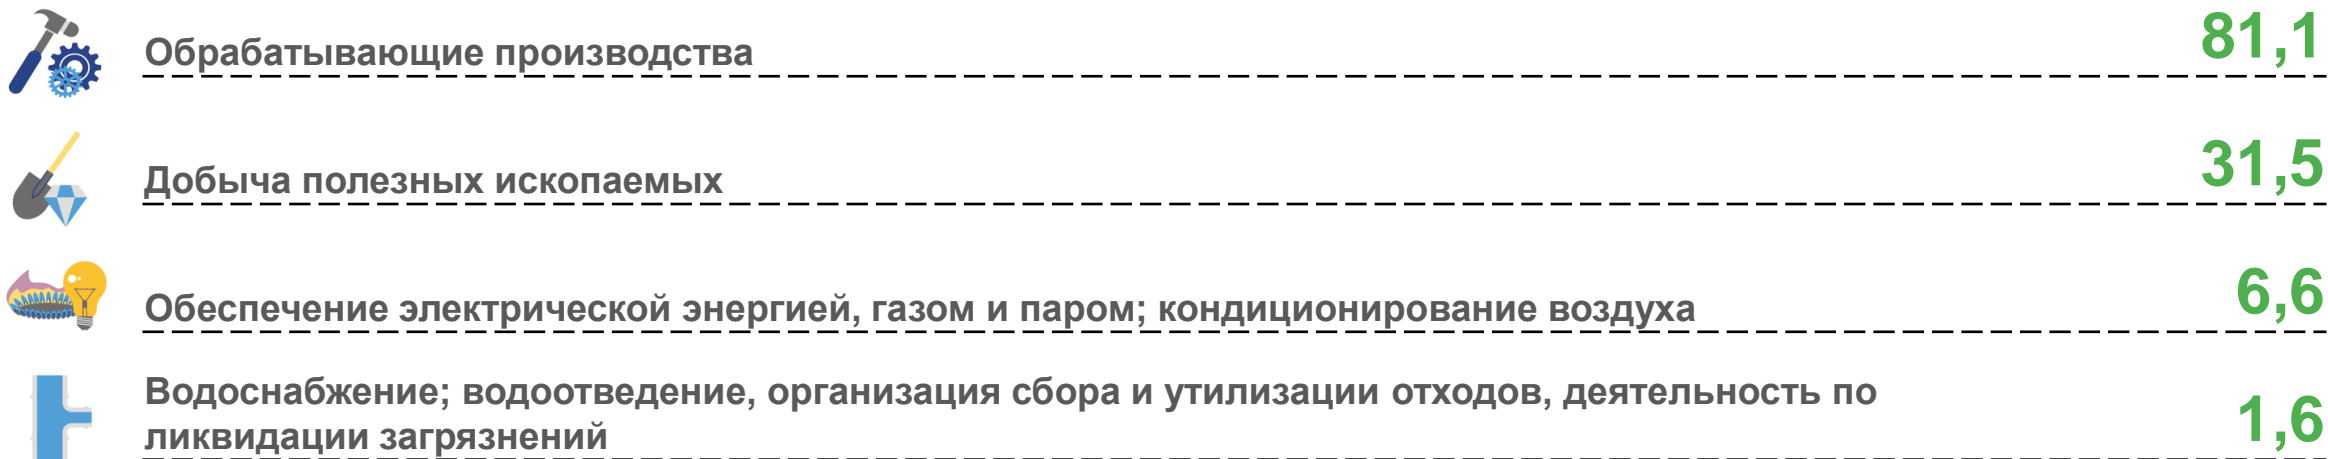 Обрабатывающие производства 81,1
Добыча полезных ископаемых 31,5
Обеспечение электрической энергией, газом и паром; кондиционирование воздуха 6,6
Водоснабжение; водоотведение, организация сбора и утилизации отходов, деятельность по
ликвидации загрязнений 1,6